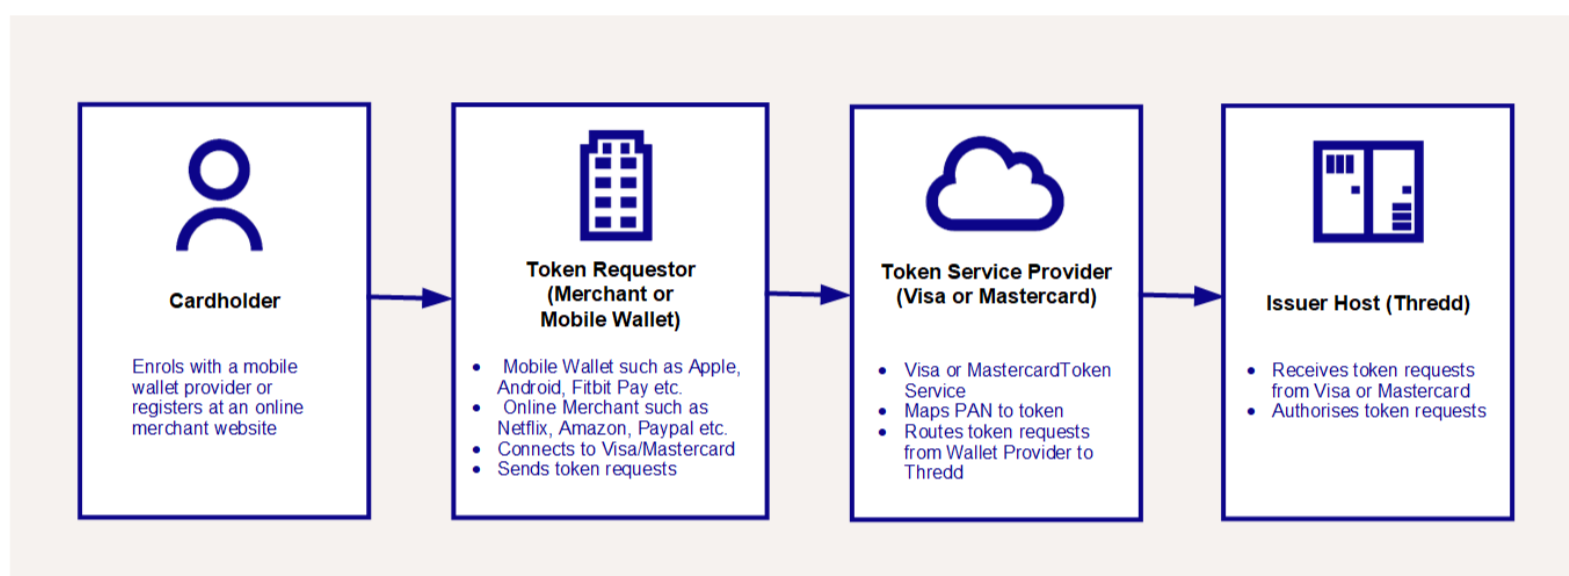 Cardholder
Enrols with a mobile
wallet provider or
registers at an online
merchant website
Token Requestor
(Merchant or
Mobile Wallet)
• Mobile Wallet such as Apple,
Android, Fitbit Pay etc.
• Online Merchant such as
Netflix, Amazon, Paypal etc.
• Connects to Visa/Mastercard
• Sends token requests
Token Service Provider
(Visa or Mastercard)
• Visa or MastercardToken
Service
• Maps PAN to token
• Routes token requests
from Wallet Provider to
Thredd
Issuer Host (Thredd)
• Receives token requests
from Visa or Mastercard
• Authorises token requests